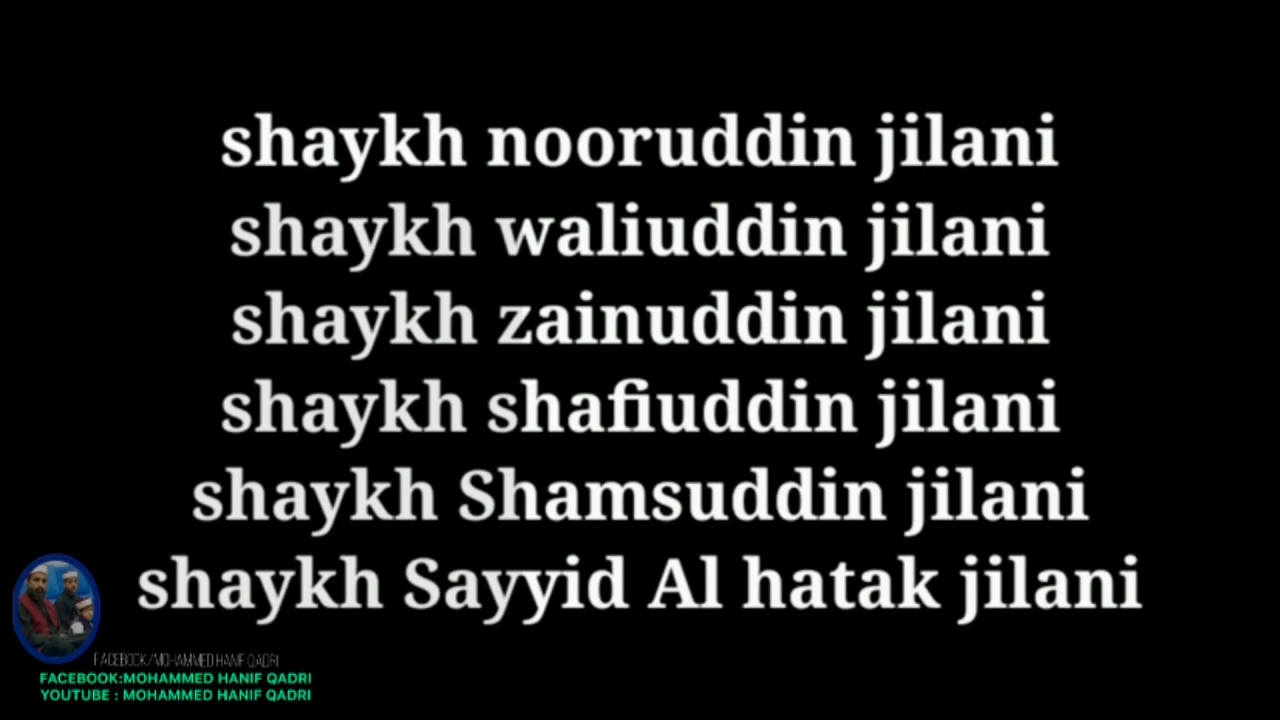 shaykh nooruddin jilani
shaykh waliuddin jilani
shaykh zainuddin jilani
shaykh shafiuddin jilani
shaykh Shamsuddin jilani
shaykh Sayyid Al hatak jilani
FACEBOOK/MOHAMMED HANIF QADRI
FACEBOOK:MOHAMMED HANIF QADRI
YOUTUBE : MOHAMMED HANIF QADRI